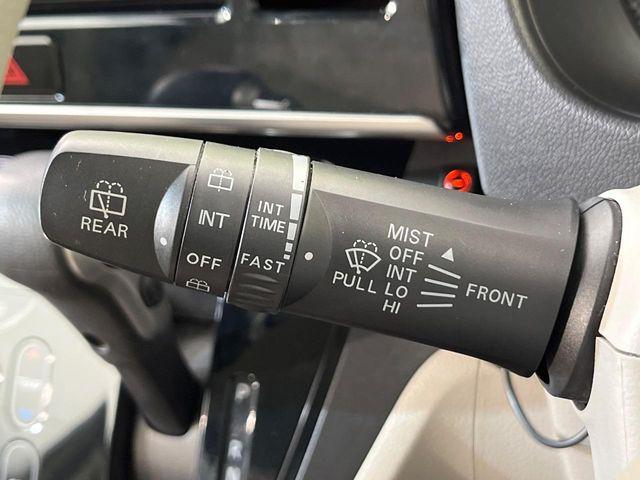 REAR
INT
OFF
INT
TIME
FAST
MIST
OFF
INT
PULL LO
HI
FRONT